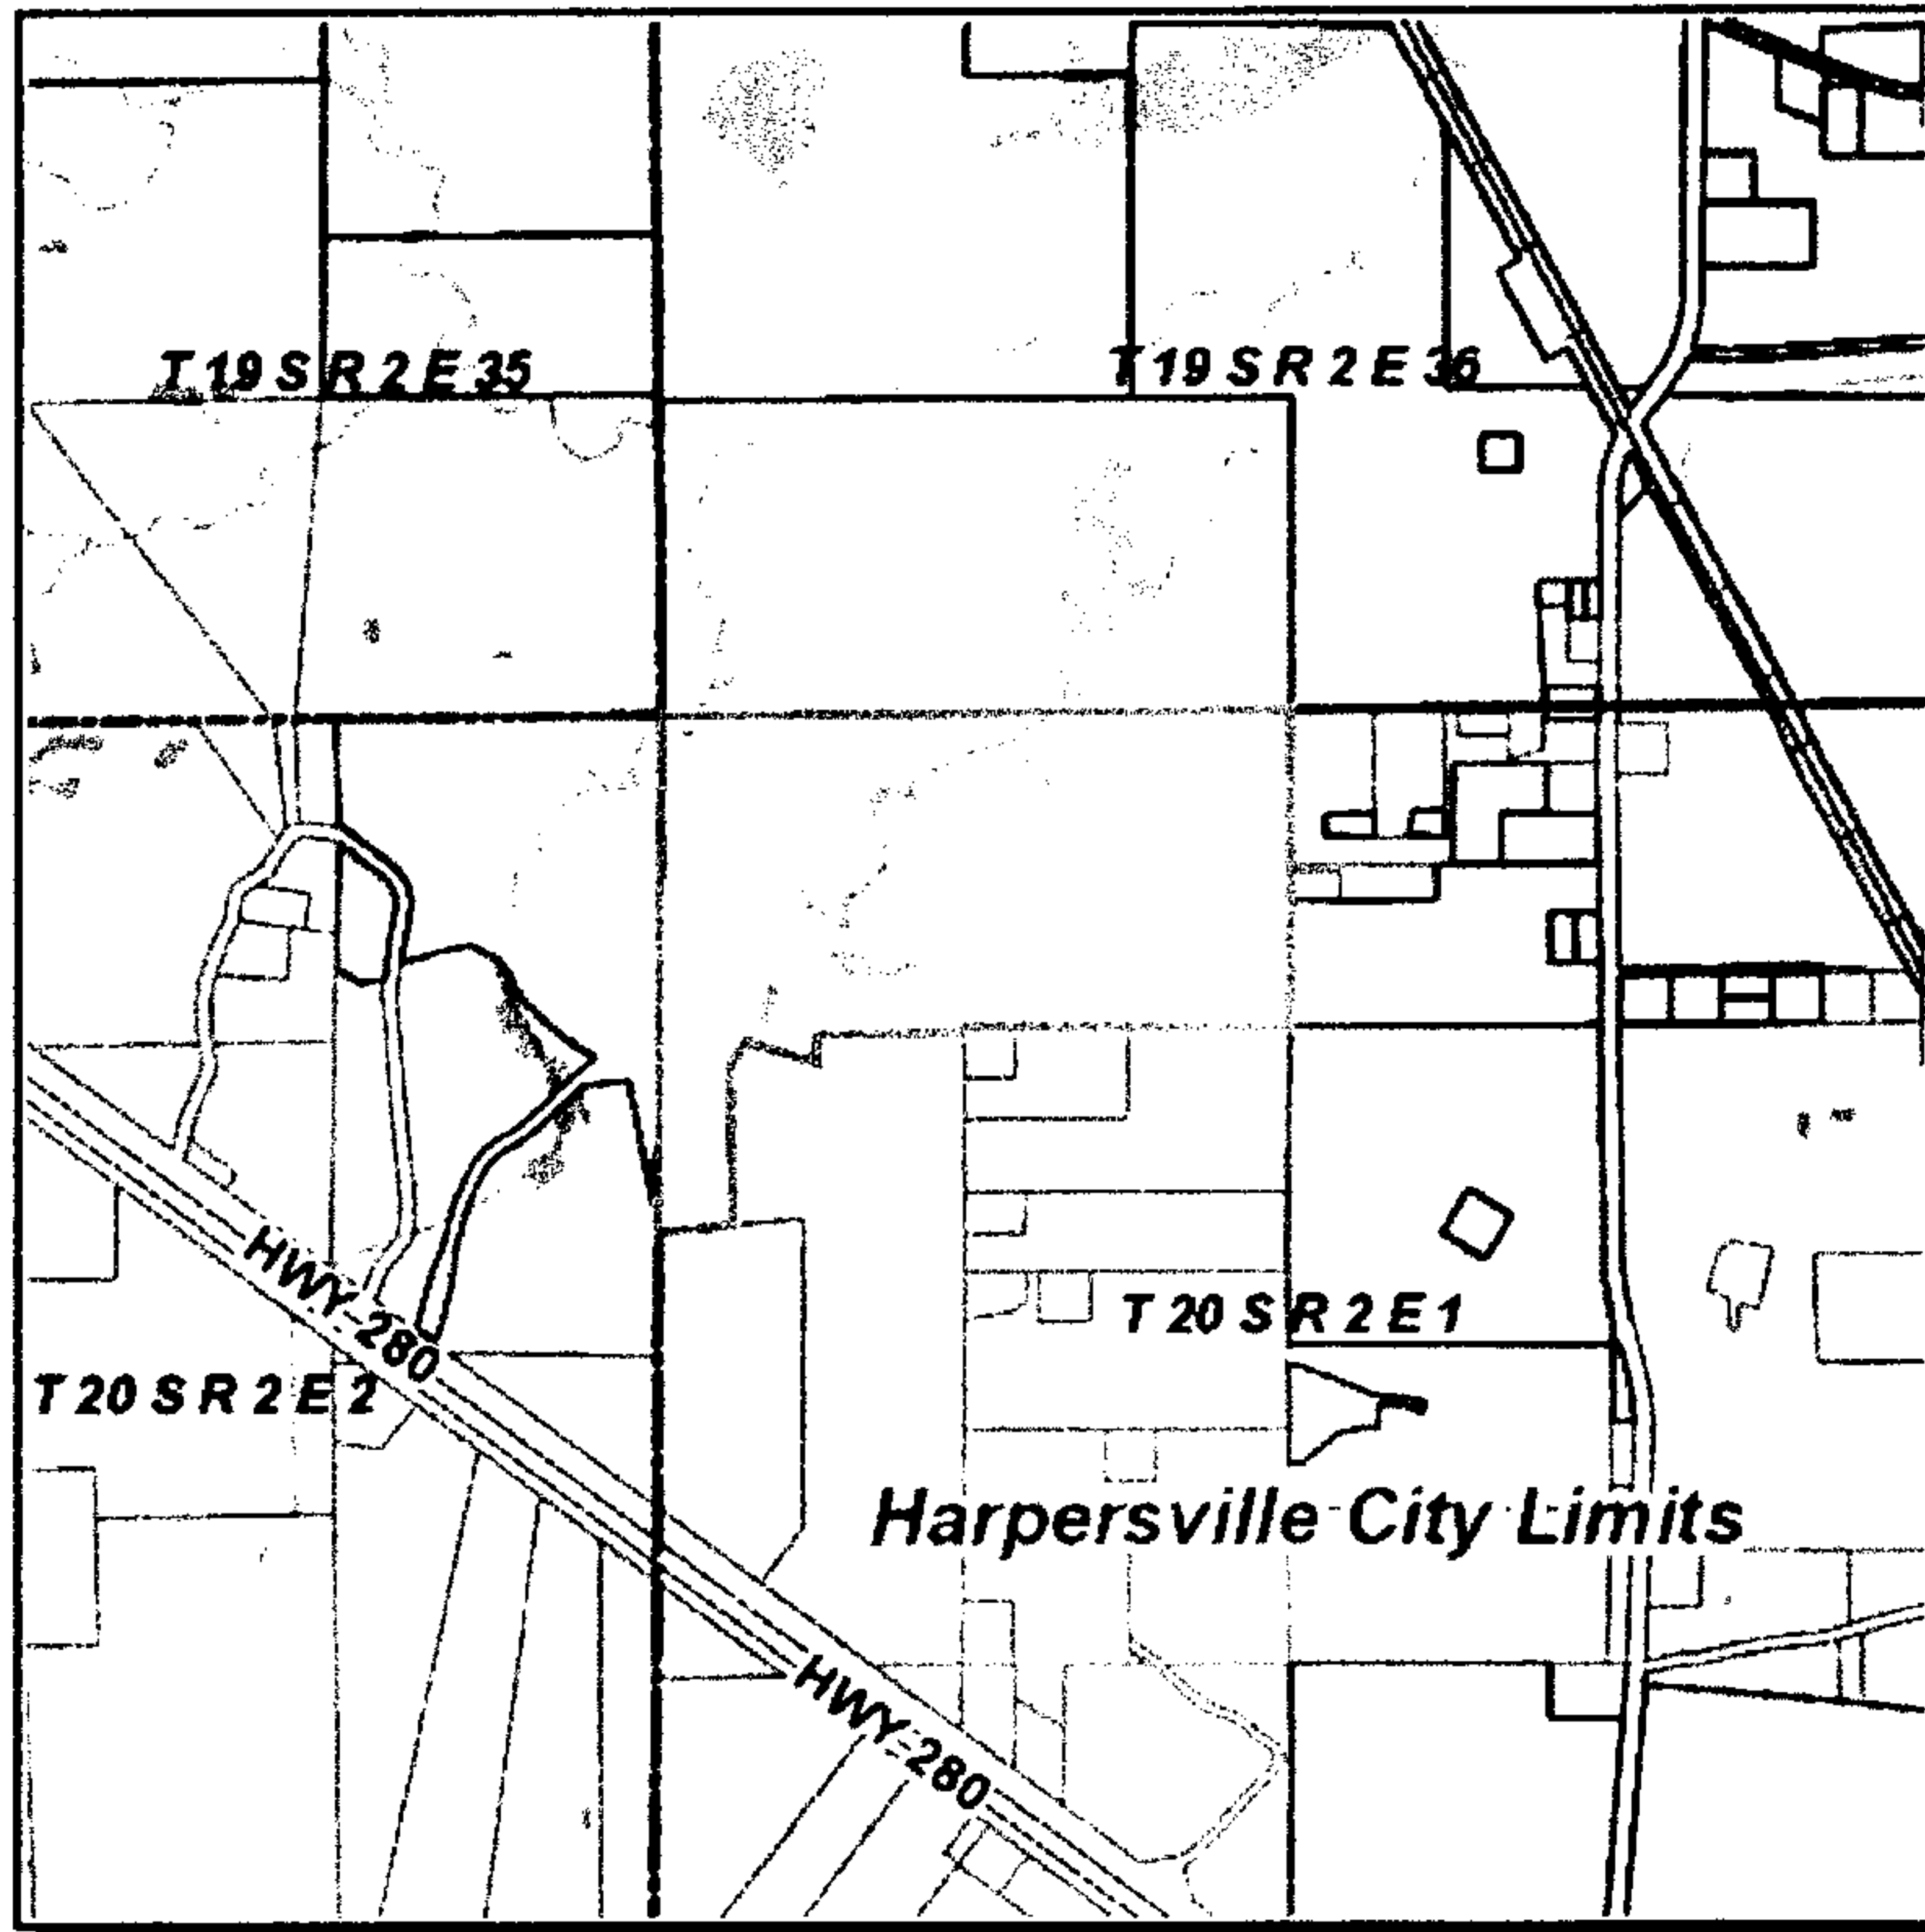 T 19 S R 2 E 35
T 19 S R 2 E 36
HWY 280
T 20 S R 2 E 1
T 20 S R 2 E 2
Harpersville City Limits
HWY 280